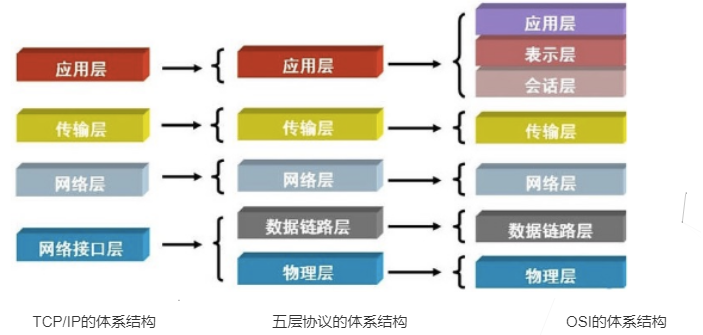 应用层
传输层
网络层
网络接口层
TCP/IP的体系结构
应用层
传输层
网络层
数据链路层
物理层
五层协议的体系结构
应用层
表示层
会话层
传输层
网络层
数据链路层
物理层
OSI的体系结构